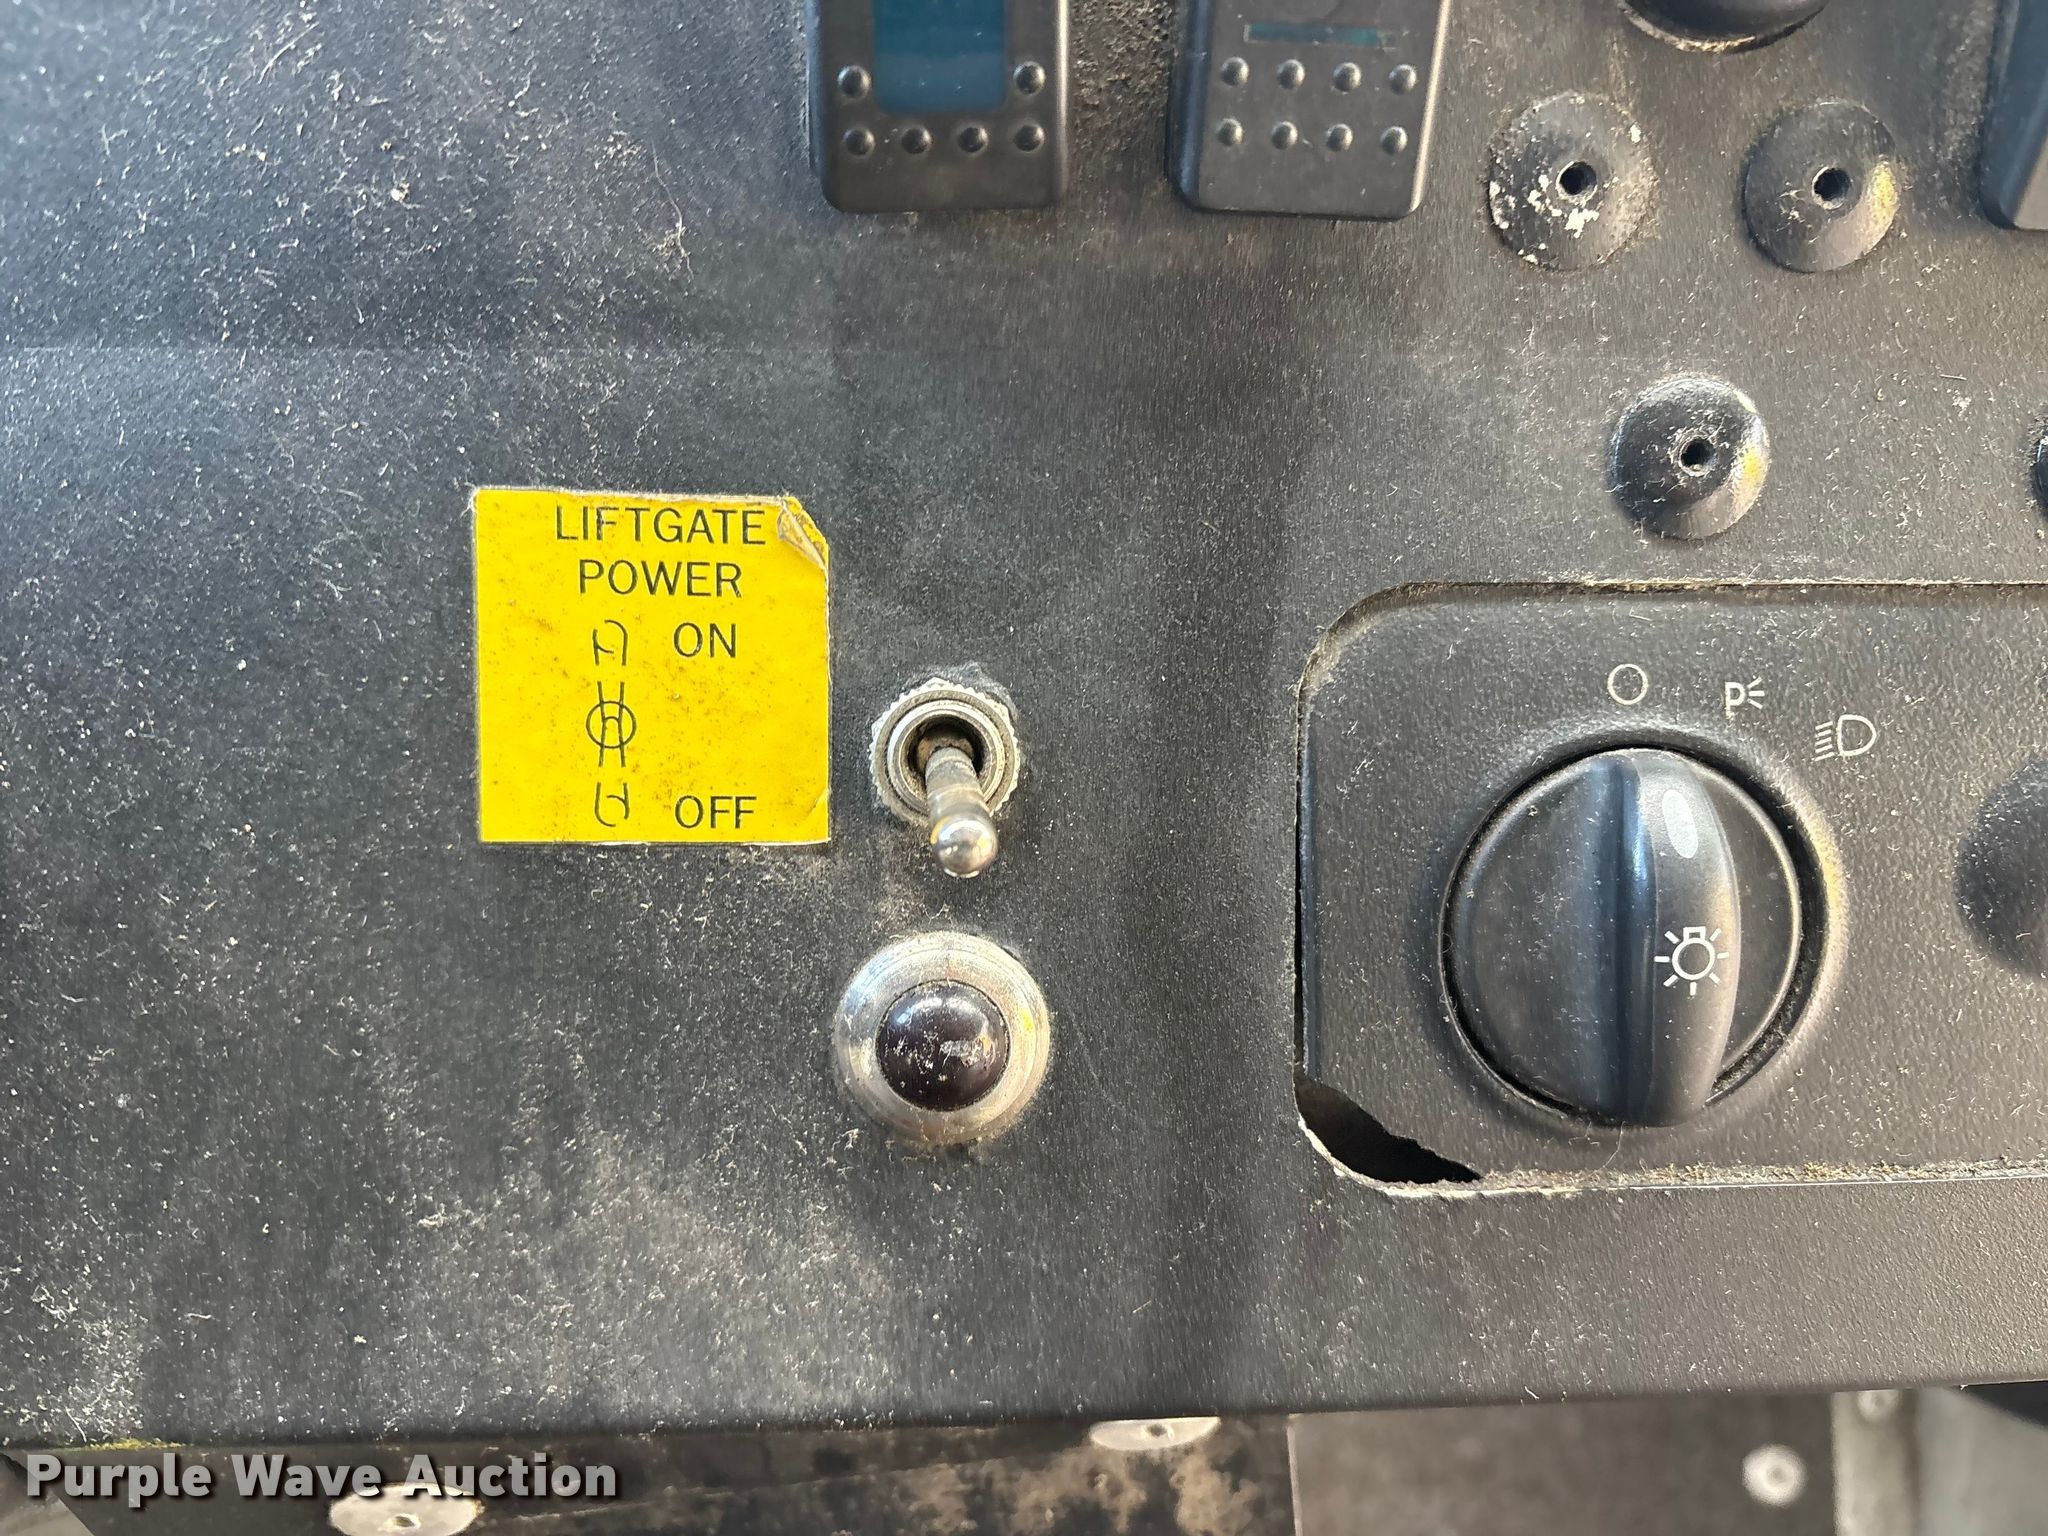 LIFTGATE
POWER
ON
OFF
P
Purple Wave Auction